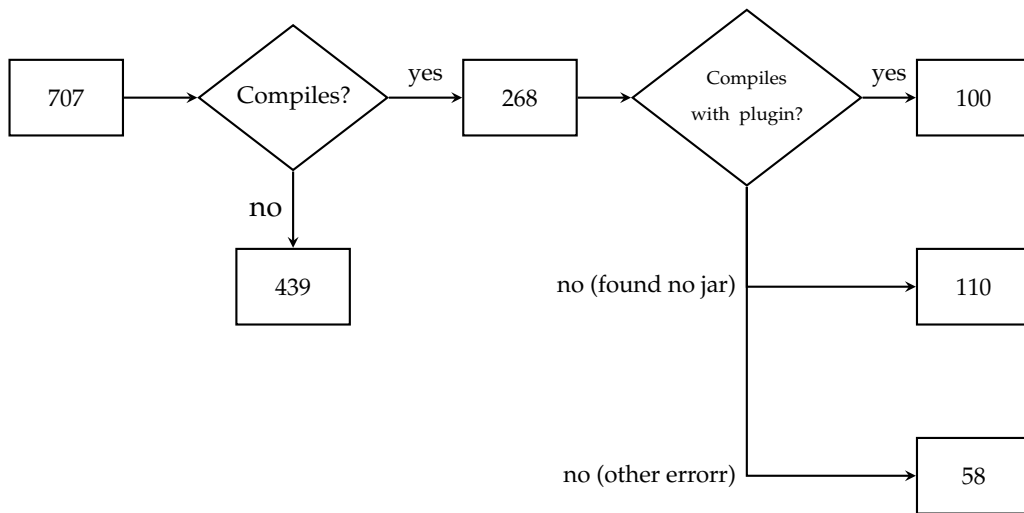 707
Compiles?
yes
268
Compiles
with plugin?
yes
100
no
439
no (found no jar)
110
no (other errorr)
58